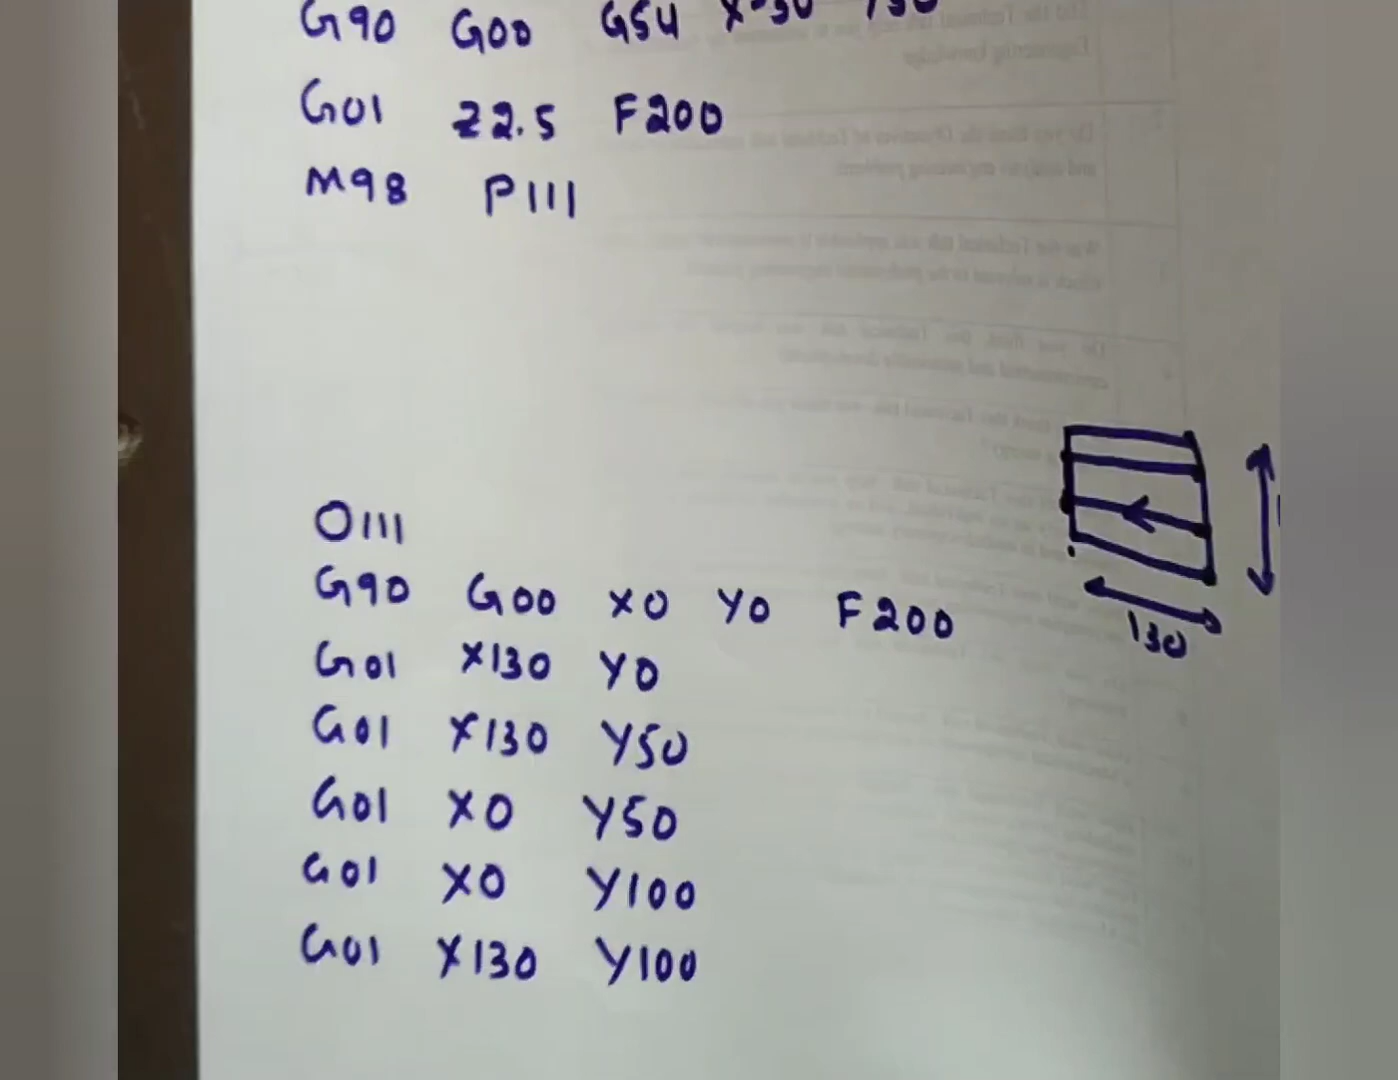 G90 G00 G54
G01 Z2.5 F200
M98 P111
O111
G90 G00 X0 Y0 F200
G01 X130 Y0
G01 X130 Y50
G01 X0 Y50
G01 X0 Y100
G01 X130 Y100
130